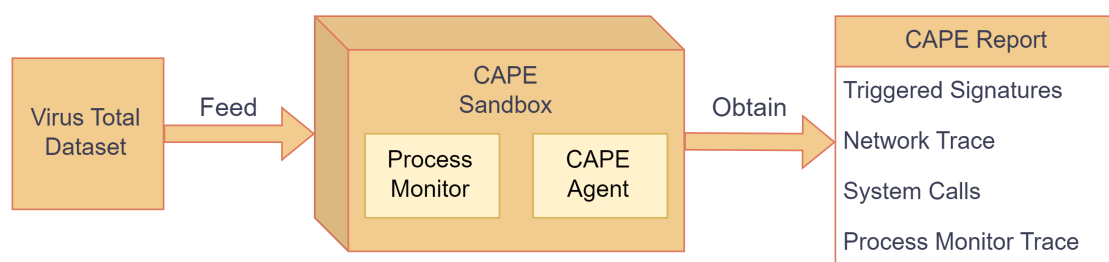 Virus Total
Dataset
Feed
CAPE
Sandbox
Process
Monitor
CAPE
Agent
Obtain
CAPE Report
Triggered Signatures
Network Trace
System Calls
Process Monitor Trace